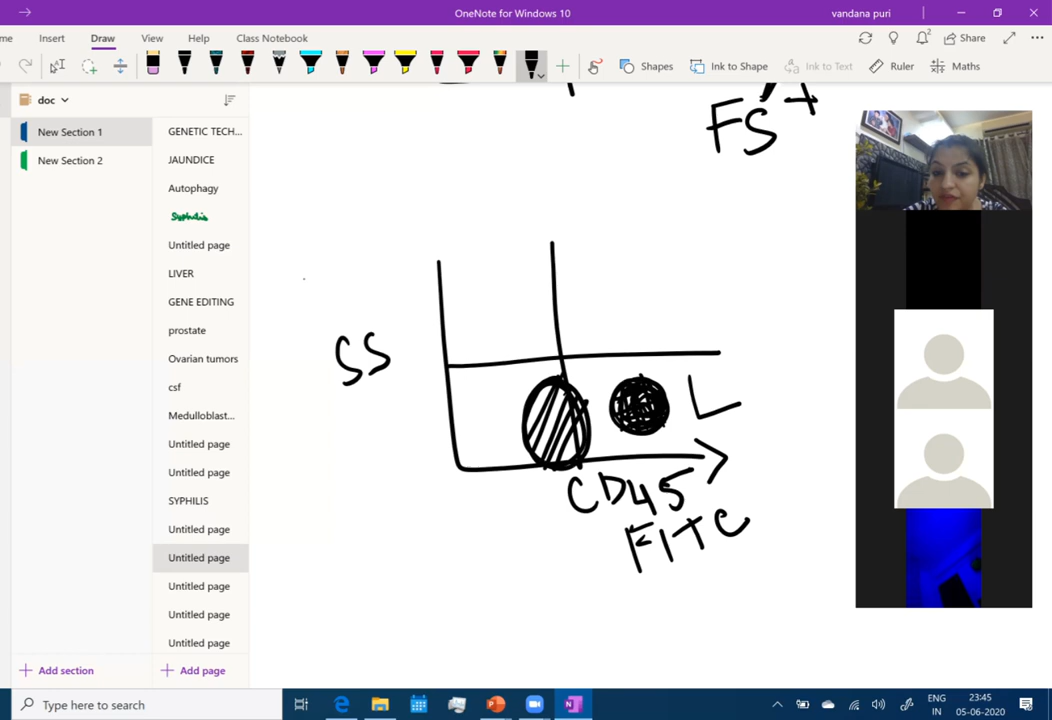 OneNote for Windows 10
vandana puri
Insert
Draw
View
Help
Class Notebook
Share
Shapes
Ink to Shape
Ink to Text
Ruler
Maths
doc
New Section 1
New Section 2
GENETIC TECH...
JAUNDICE
Autophagy
Syphilis
Untitled page
LIVER
GENE EDITING
prostate
Ovarian tumors
csf
Medulloblast...
Untitled page
Untitled page
SYPHILIS
Untitled page
Untitled page
Untitled page
Untitled page
Untitled page
Add section
Add page
FS
SS
L
CD45
FITC
Type here to search
ENG
IN
23:45
05-06-2020